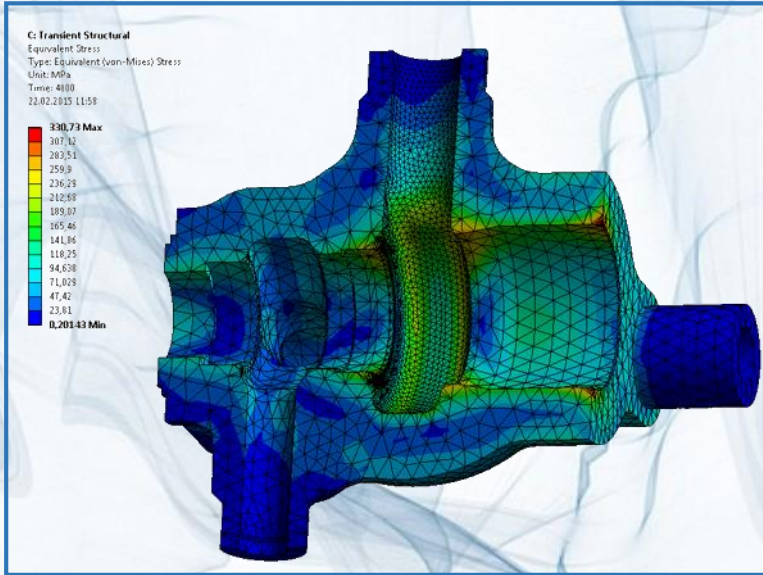 C: Transient Structural
Equivalent Stress
Type: Equivalent (von-Mises) Stress
Unit: MPa
Time: 4800
22.02.2015 11:58
330,73 Max
307,12
283,51
259,9
236,29
212,68
189,07
165,46
141,86
118,25
94,638
71,029
47,42
23,81
0,20143 Min